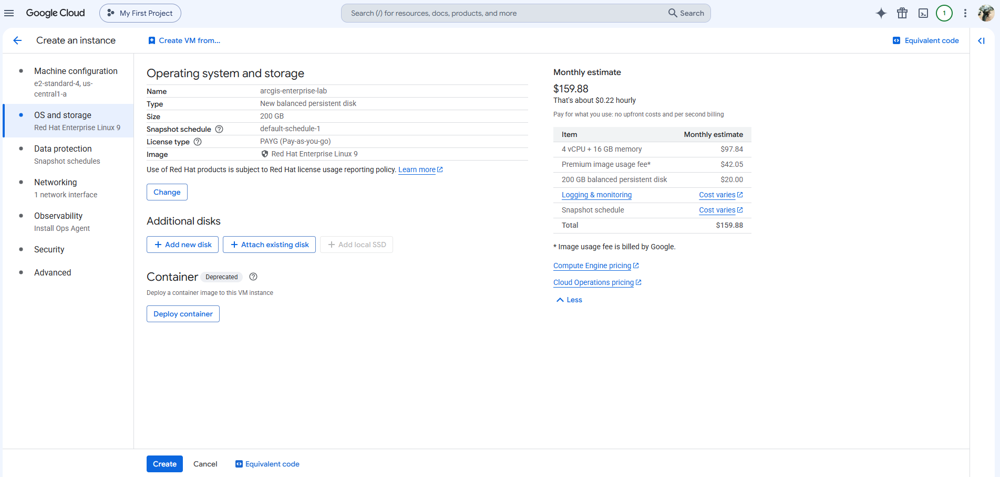 Google Cloud
My First Project
Search (/) for resources, docs, products, and more
Search
1
Create an instance
Create VM from...
Equivalent code
Machine configuration
e2-standard-4, us-
central1-a
OS and storage
Red Hat Enterprise Linux 9
Data protection
Snapshot schedules
Networking
1 network interface
Observability
Install Ops Agent
Security
Advanced
Operating system and storage
Name arcgis-enterprise-lab
Type New balanced persistent disk
Size 200 GB
Snapshot schedule default-schedule-1
License type PAYG (Pay-as-you-go)
Image Red Hat Enterprise Linux 9
Use of Red Hat products is subject to Red Hat license usage reporting policy. Learn more
Change
Additional disks
+ Add new disk + Attach existing disk + Add local SSD
Container Deprecated
Deploy a container image to this VM instance
Deploy container
Monthly estimate
$159.88
That's about $0.22 hourly
Pay for what you use: no upfront costs and per second billing
Item Monthly estimate
4 vCPU + 16 GB memory $97.84
Premium image usage fee* $42.05
200 GB balanced persistent disk $20.00
Logging & monitoring Cost varies
Snapshot schedule Cost varies
Total $159.88
* Image usage fee is billed by Google.
Compute Engine pricing
Cloud Operations pricing
Less
Create Cancel Equivalent code